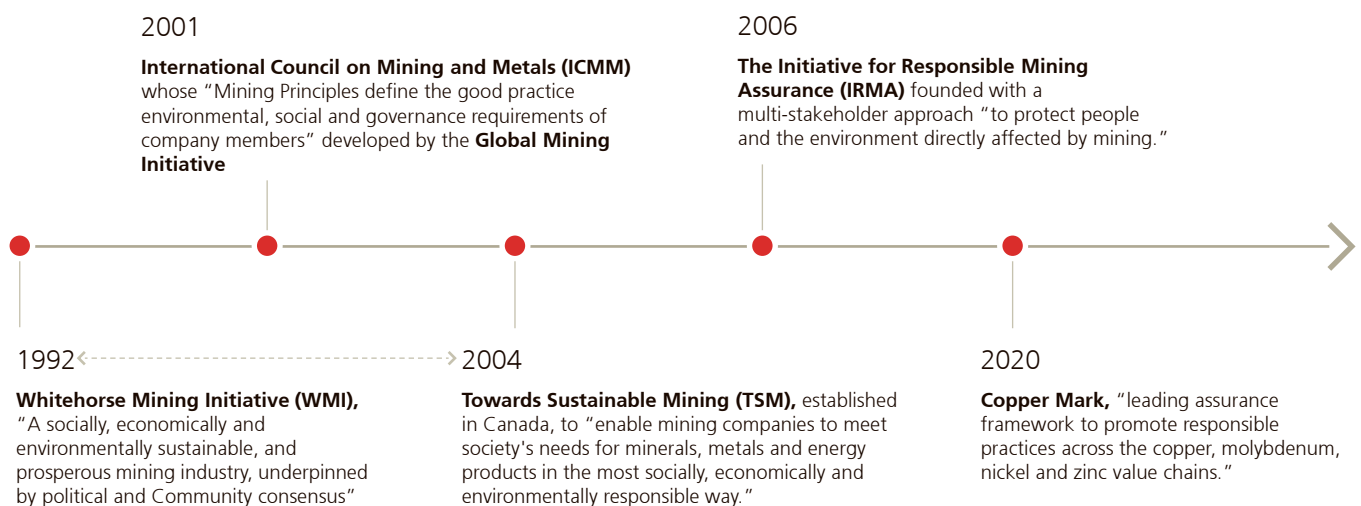 2001
International Council on Mining and Metals (ICMM)
whose “Mining Principles define the good practice
environmental, social and governance requirements of
company members” developed by the Global Mining
Initiative
2006
The Initiative for Responsible Mining
Assurance (IRMA) founded with a
multi-stakeholder approach “to protect people
and the environment directly affected by mining.”
1992
Whitehorse Mining Initiative (WMI),
“A socially, economically and
environmentally sustainable, and
prosperous mining industry, underpinned
by political and Community consensus”
2004
Towards Sustainable Mining (TSM), established
in Canada, to “enable mining companies to meet
society's needs for minerals, metals and energy
products in the most socially, economically and
environmentally responsible way.”
2020
Copper Mark, “leading assurance
framework to promote responsible
practices across the copper, molybdenum,
nickel and zinc value chains.”